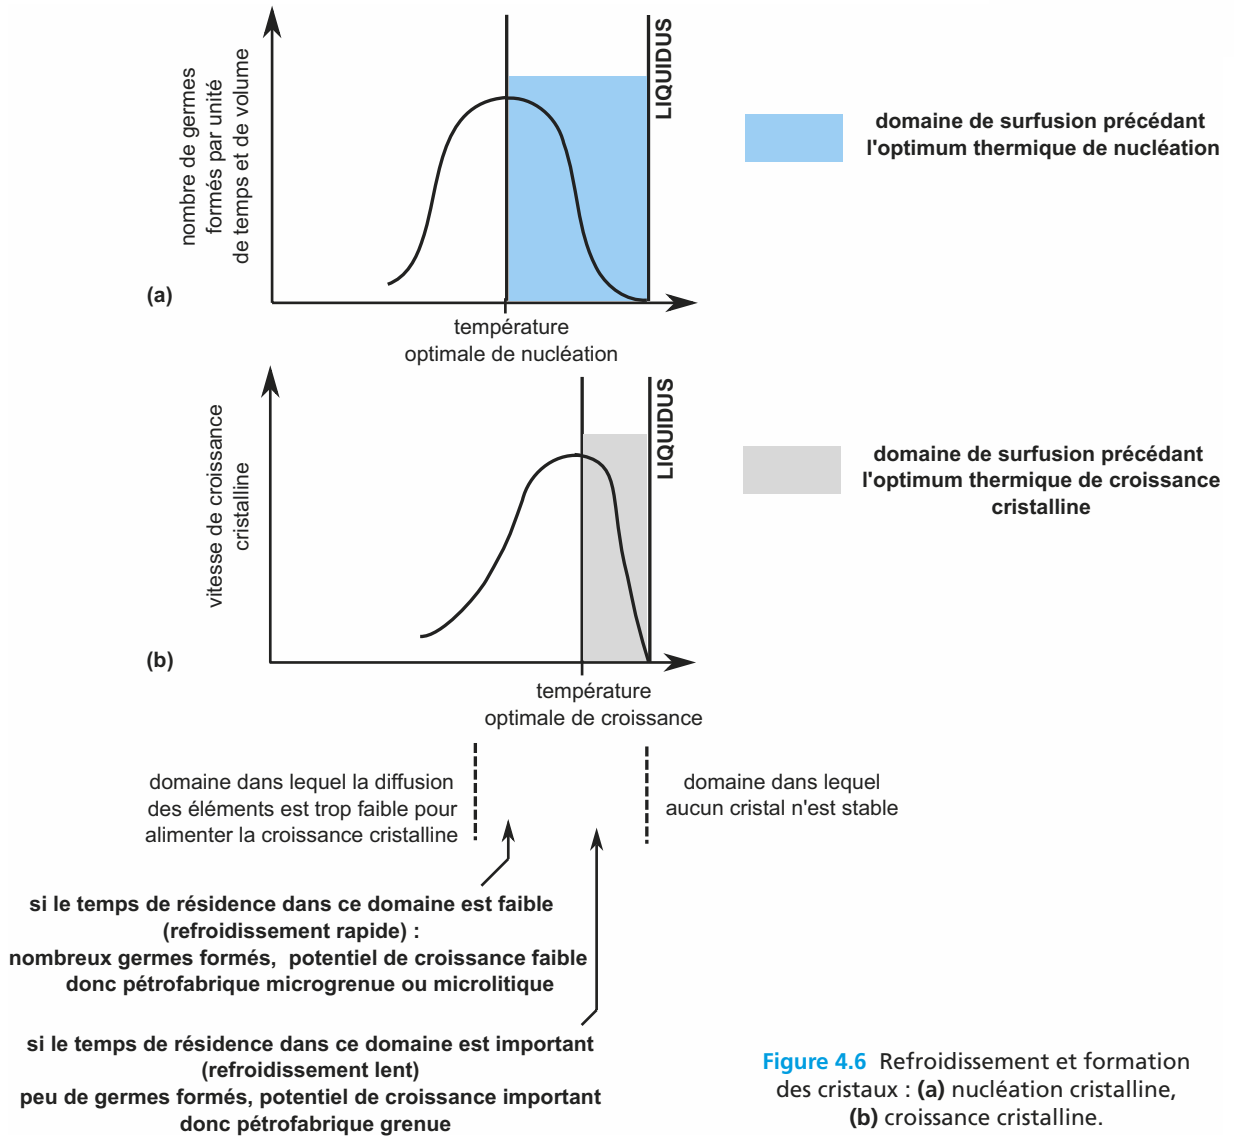 nombre de germes
formés par unité
de temps et de volume
LIQUIDUS
domaine de surfusion précédant
l'optimum thermique de nucléation
(a)
température
optimale de nucléation
vitesse de croissance
cristalline
LIQUIDUS
domaine de surfusion précédant
l'optimum thermique de croissance
cristalline
(b)
température
optimale de croissance
domaine dans lequel la diffusion
des éléments est trop faible pour
alimenter la croissance cristalline
domaine dans lequel
aucun cristal n'est stable
si le temps de résidence dans ce domaine est faible
(refroidissement rapide) :
nombreux germes formés, potentiel de croissance faible
donc pétrofabrique microgrenue ou microlitique
si le temps de résidence dans ce domaine est important
(refroidissement lent)
peu de germes formés, potentiel de croissance important
donc pétrofabrique grenue
Figure 4.6 Refroidissement et formation
des cristaux : (a) nucléation cristalline,
(b) croissance cristalline.